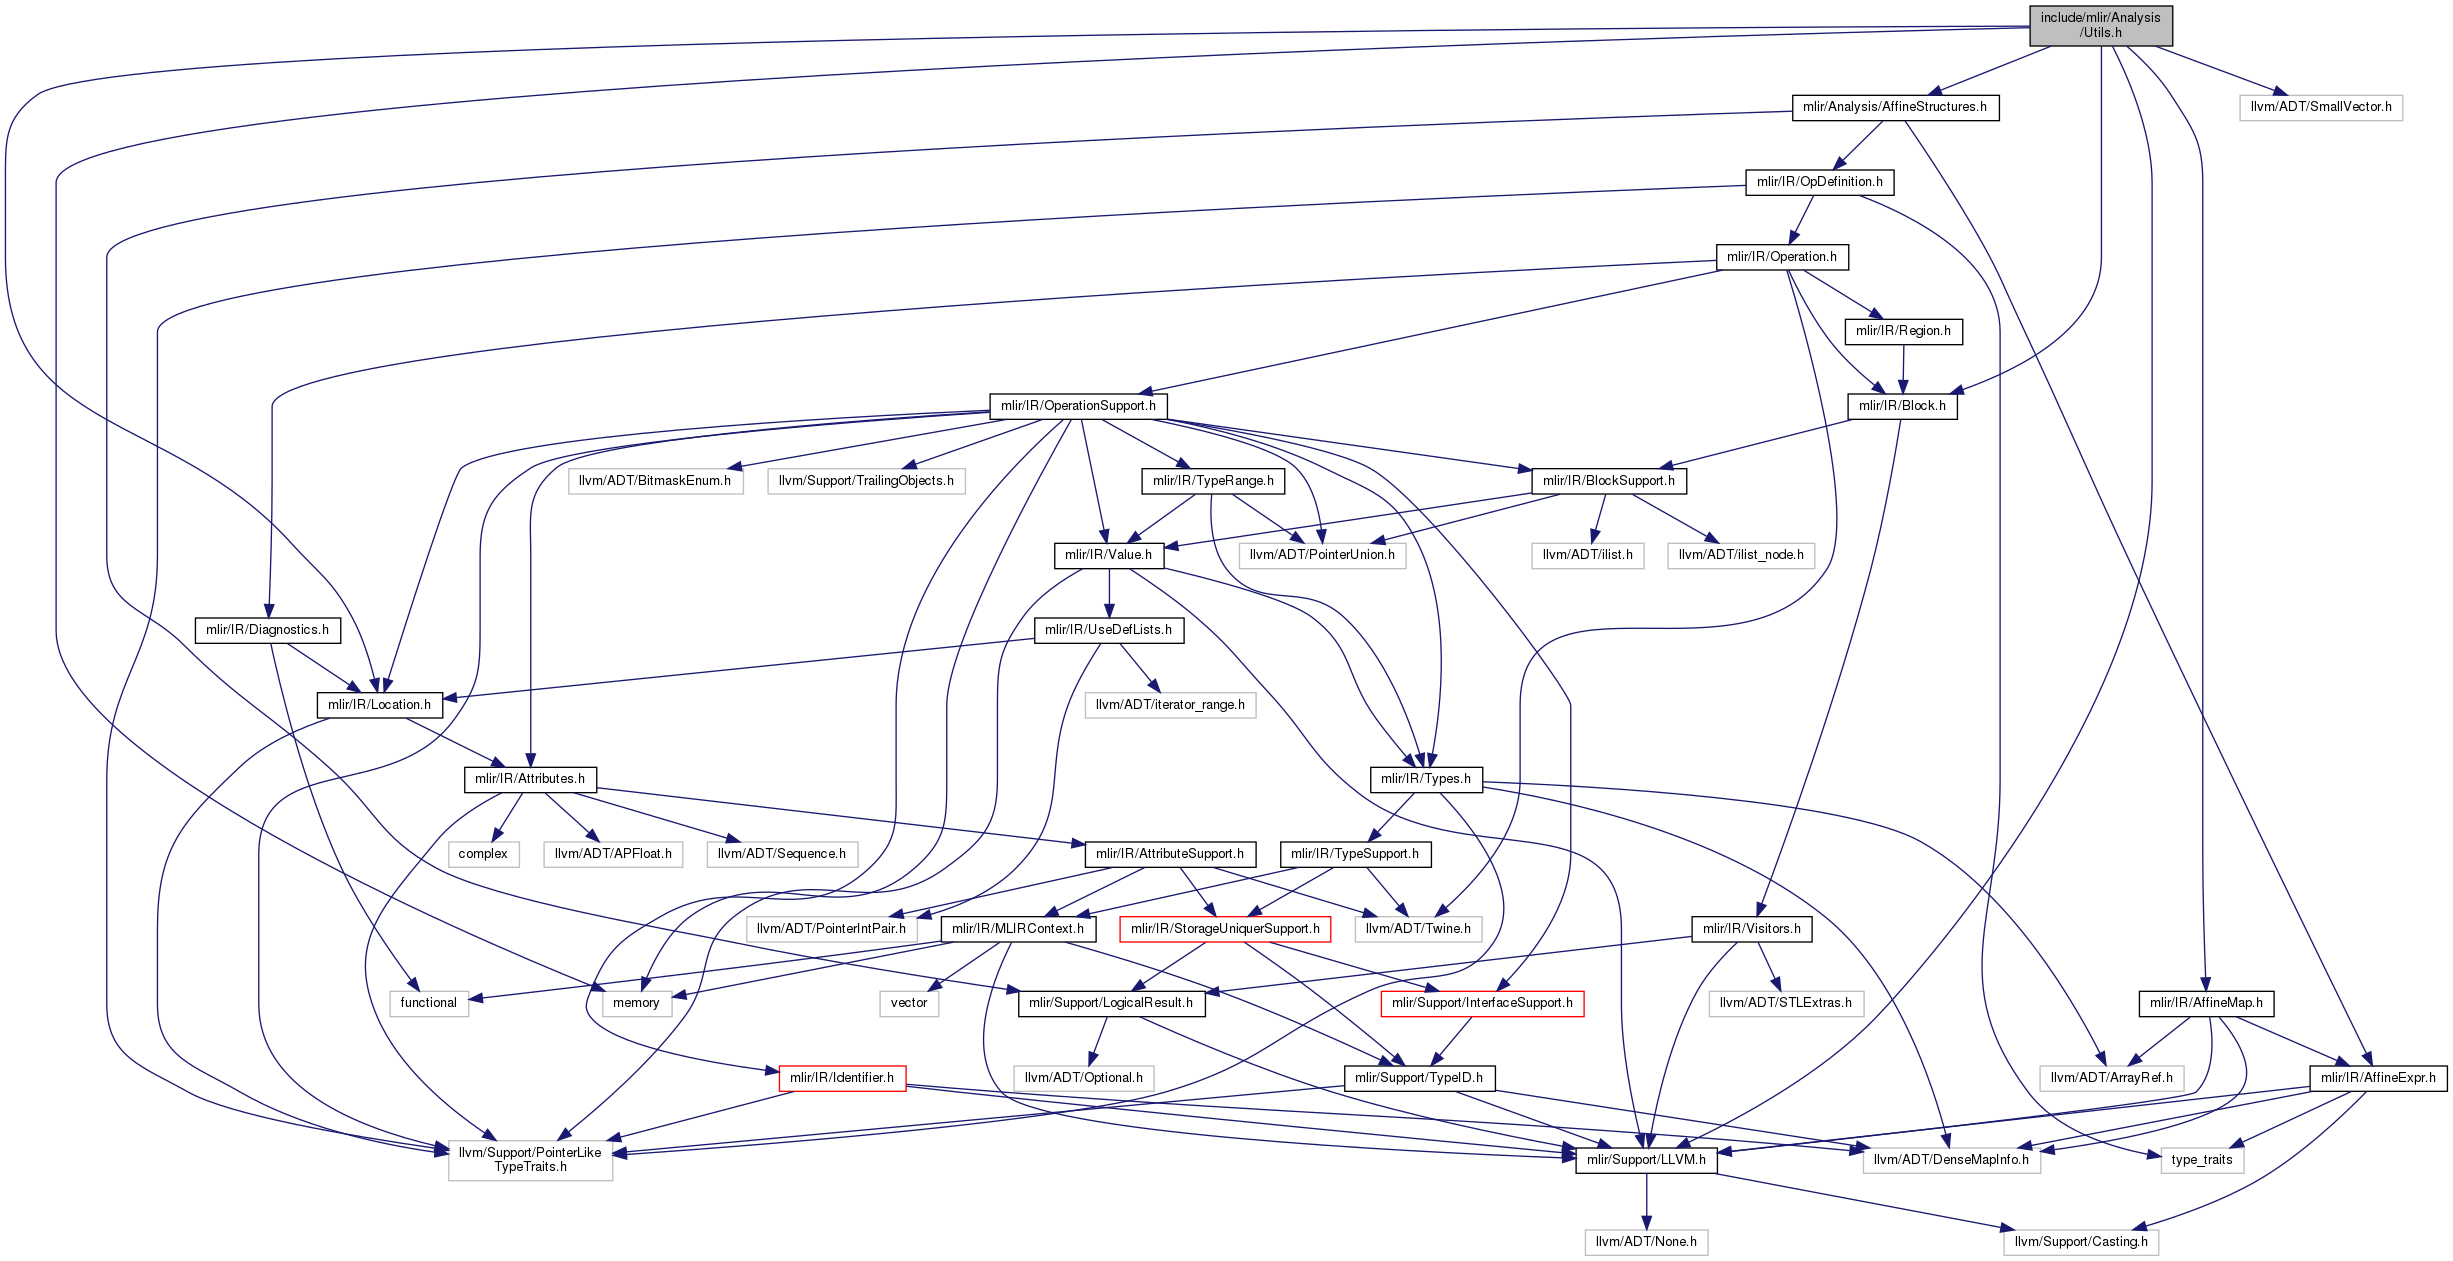 include/mlir/Analysis
/Utils.h
mlir/Analysis/AffineStructures.h
llvm/ADT/SmallVector.h
mlir/IR/OpDefinition.h
mlir/IR/Operation.h
mlir/IR/Region.h
mlir/IR/OperationSupport.h
mlir/IR/Block.h
llvm/ADT/BitmaskEnum.h
llvm/Support/TrailingObjects.h
mlir/IR/TypeRange.h
mlir/IR/BlockSupport.h
mlir/IR/Value.h
llvm/ADT/PointerUnion.h
llvm/ADT/ilist.h
llvm/ADT/ilist_node.h
mlir/IR/Diagnostics.h
mlir/IR/UseDefLists.h
mlir/IR/Location.h
llvm/ADT/iterator_range.h
mlir/IR/Attributes.h
mlir/IR/Types.h
complex
llvm/ADT/APFloat.h
llvm/ADT/Sequence.h
mlir/IR/AttributeSupport.h
mlir/IR/TypeSupport.h
llvm/ADT/PointerIntPair.h
mlir/IR/MLIRContext.h
mlir/IR/StorageUniquerSupport.h
llvm/ADT/Twine.h
mlir/IR/Visitors.h
functional
memory
vector
mlir/Support/LogicalResult.h
mlir/Support/InterfaceSupport.h
llvm/ADT/STLExtras.h
mlir/IR/AffineMap.h
mlir/IR/Identifier.h
llvm/ADT/Optional.h
mlir/Support/TypeID.h
llvm/ADT/ArrayRef.h
mlir/IR/AffineExpr.h
llvm/Support/PointerLike
TypeTraits.h
mlir/Support/LLVM.h
llvm/ADT/DenseMapInfo.h
type_traits
llvm/ADT/None.h
llvm/Support/Casting.h